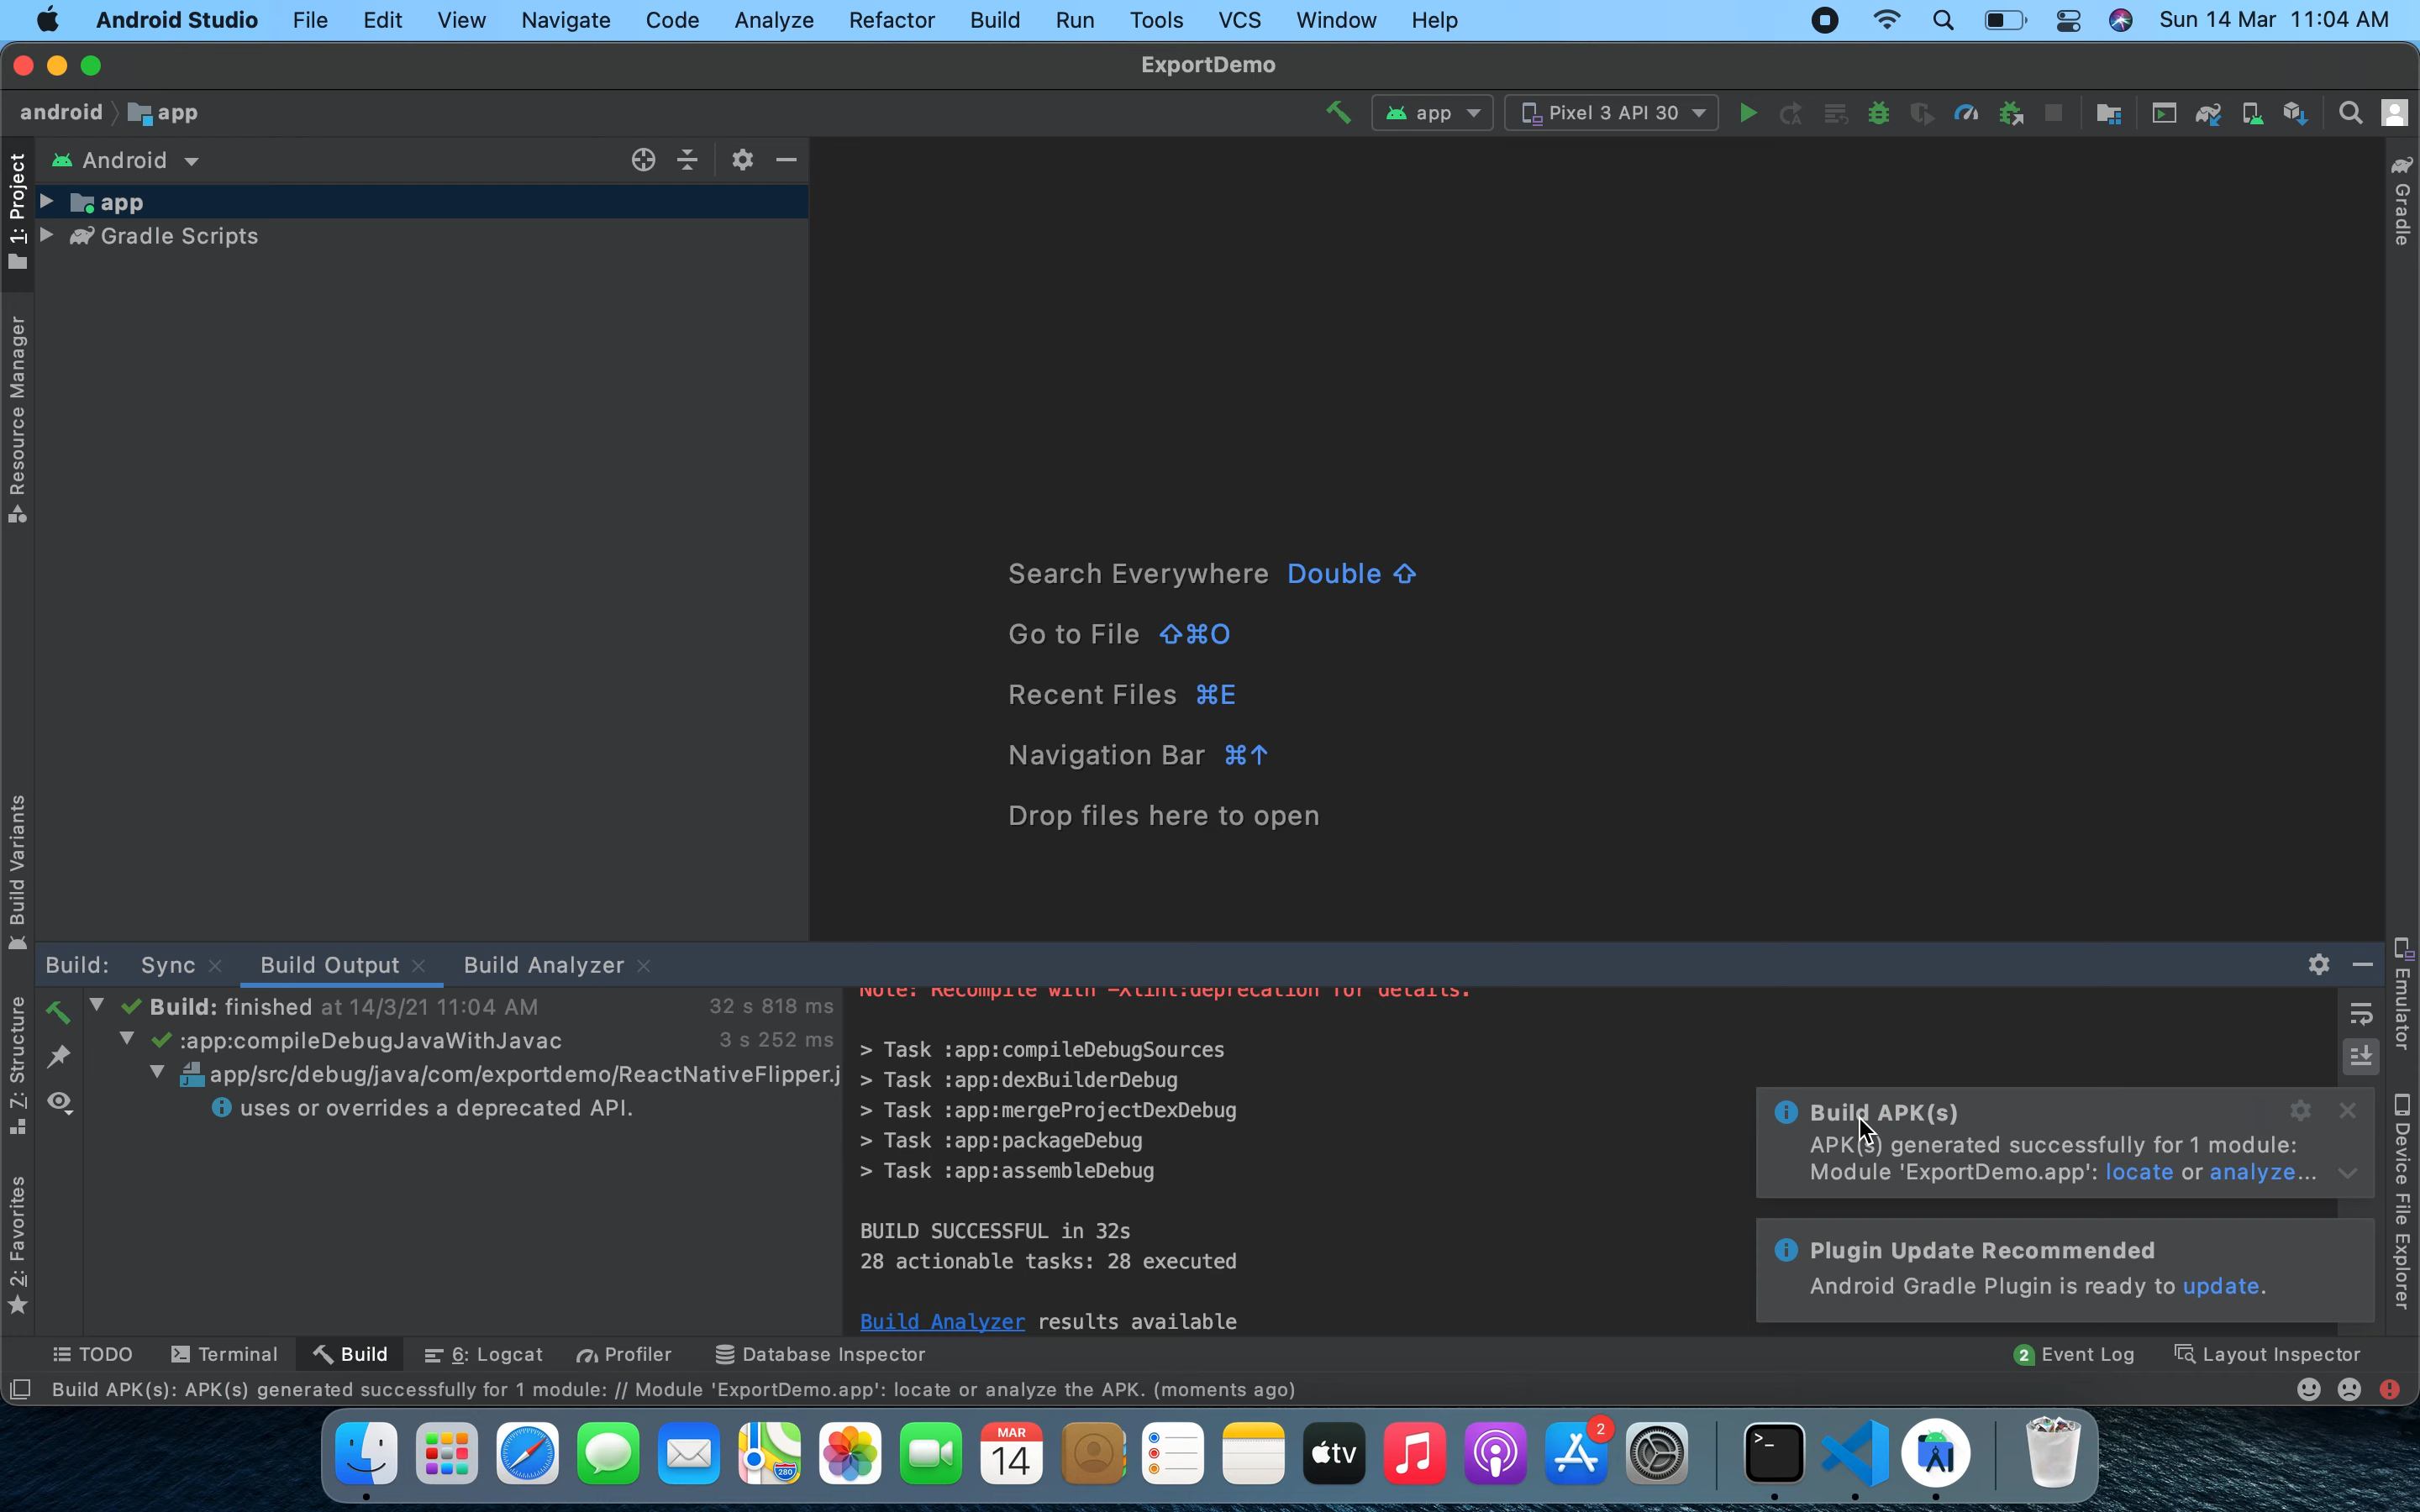 Android Studio File Edit View Navigate Code Analyze Refactor Build Run Tools VCS Window Help Sun 14 Mar 11:04 AM
ExportDemo
android app app Pixel 3 API 30
Android
app
Gradle Scripts
1: Project
Resource Manager
Build Variants
7: Structure
2: Favorites
Gradle
Emulator
Device File Explorer
Search Everywhere Double ⇧
Go to File ⇧⌘O
Recent Files ⌘E
Navigation Bar ⌘↑
Drop files here to open
Build: Sync Build Output Build Analyzer
Build: finished at 14/3/21 11:04 AM 32 s 818 ms
:app:compileDebugJavaWithJavac 3 s 252 ms
app/src/debug/java/com/exportdemo/ReactNativeFlipper.j
uses or overrides a deprecated API.
Note: Recompile with -Xlint:deprecation for details.
> Task :app:compileDebugSources
> Task :app:dexBuilderDebug
> Task :app:mergeProjectDexDebug
> Task :app:packageDebug
> Task :app:assembleDebug
BUILD SUCCESSFUL in 32s
28 actionable tasks: 28 executed
Build Analyzer results available
Build APK(s)
APK(s) generated successfully for 1 module:
Module 'ExportDemo.app': locate or analyze...
Plugin Update Recommended
Android Gradle Plugin is ready to update.
TODO Terminal Build 6: Logcat Profiler Database Inspector 2 Event Log Layout Inspector
Build APK(s): APK(s) generated successfully for 1 module: // Module 'ExportDemo.app': locate or analyze the APK. (moments ago)
280
MAR
14
tv
2
>_